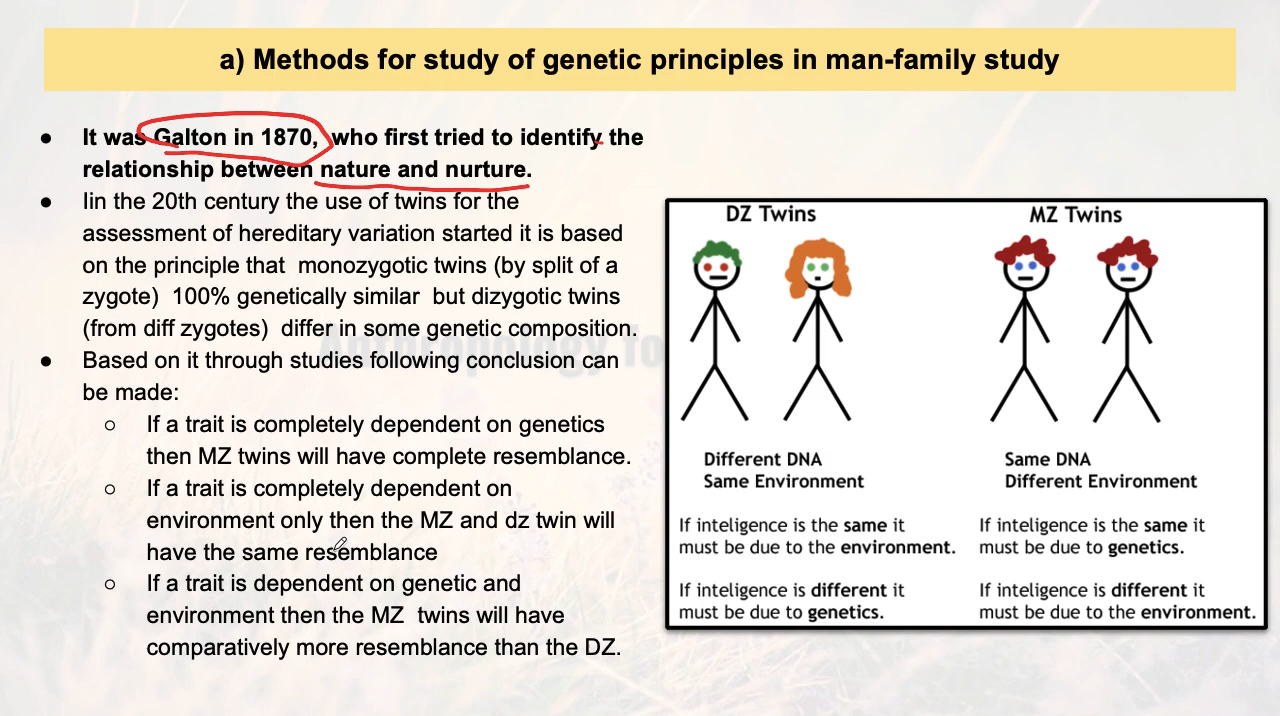 a) Methods for study of genetic principles in man-family study
● It was Galton in 1870, who first tried to identify the
relationship between nature and nurture.
● Iin the 20th century the use of twins for the
assessment of hereditary variation started it is based
on the principle that monozygotic twins (by split of a
zygote) 100% genetically similar but dizygotic twins
(from diff zygotes) differ in some genetic composition.
● Based on it through studies following conclusion can
be made:
○ If a trait is completely dependent on genetics
then MZ twins will have complete resemblance.
○ If a trait is completely dependent on
environment only then the MZ and dz twin will
have the same resemblance
○ If a trait is dependent on genetic and
environment then the MZ twins will have
comparatively more resemblance than the DZ.
Anthropology fo
DZ Twins
Different DNA
Same Environment
If inteligence is the same it
must be due to the environment.
If inteligence is different it
must be due to genetics.
MZ Twins
Same DNA
Different Environment
If inteligence is the same it
must be due to genetics.
If inteligence is different it
must be due to the environment.